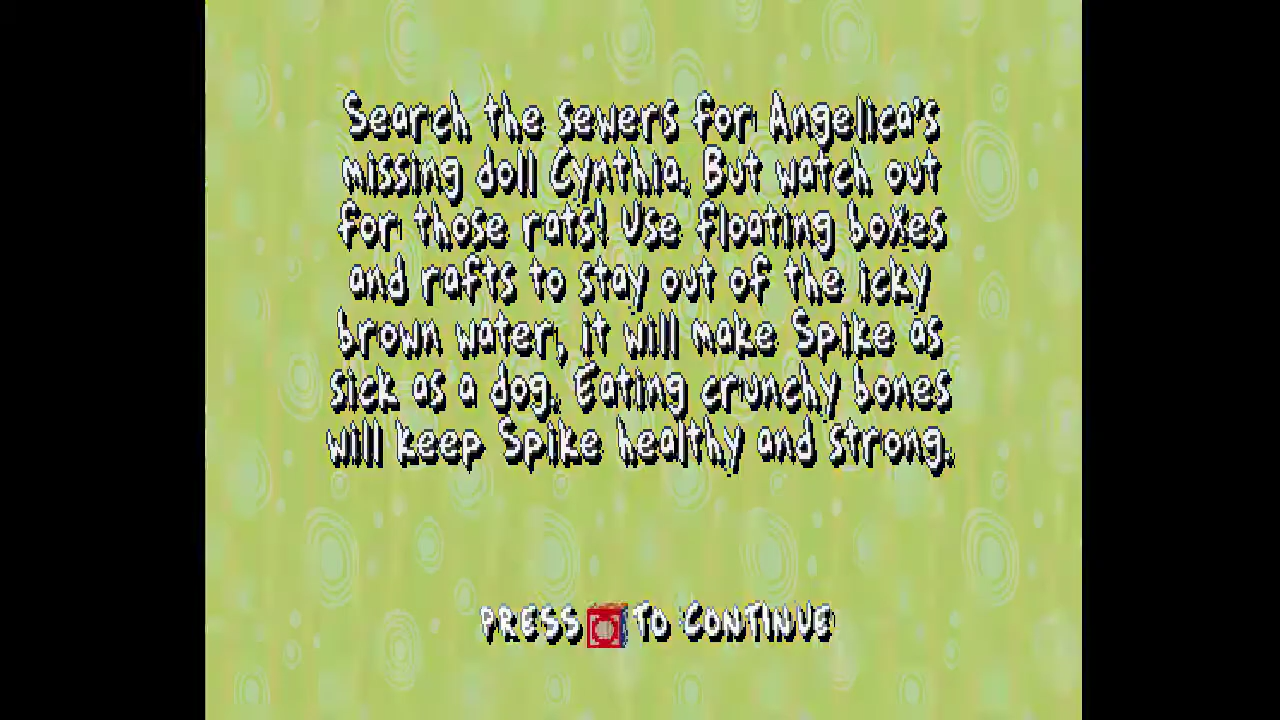 Search the sewers for Angelica's
missing doll Cynthia. But watch out
for those rats! Use floating boxes
and rafts to stay out of the icky
brown water, it will make Spike as
sick as a dog. Eating crunchy bones
will keep Spike healthy and strong.
PRESS TO CONTINUE